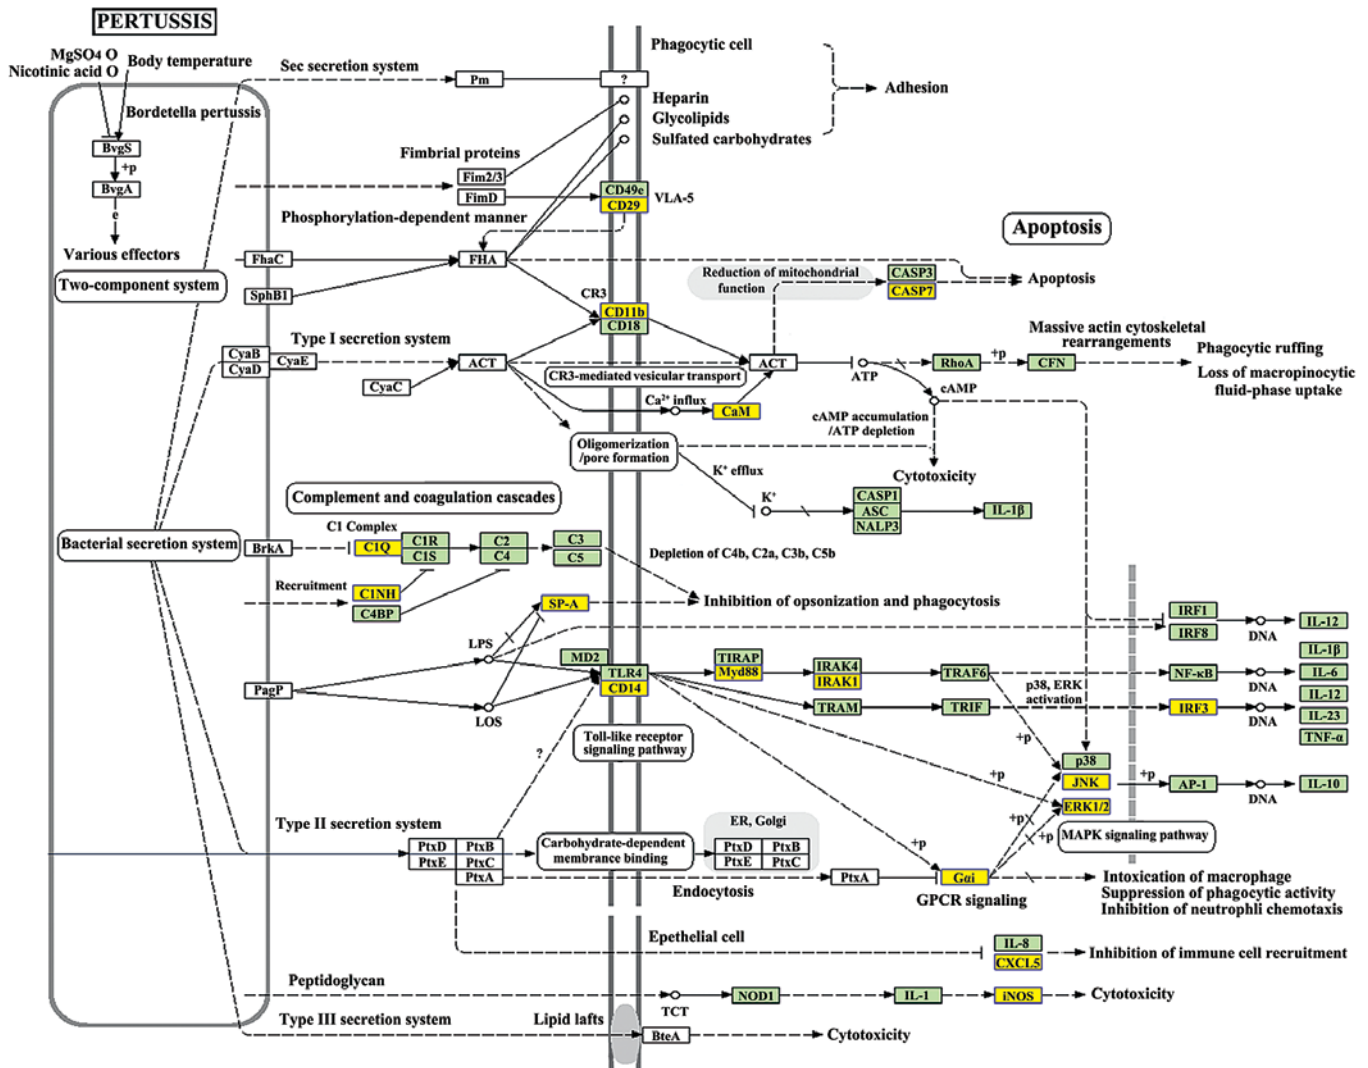 PERTUSSIS
MgSO4 O
Nicotinic acid O
Body temperature
Bordetella pertussis
BvgS
+p
BvgA
e
Various effectors
Two-component system
Sec secretion system
Pm
?
Phagocytic cell
Heparin
Glycolipids
Sulfated carbohydrates
Adhesion
Fimbrial proteins
Fim2/3
FimD
CD49e
CD29
VLA-5
Phosphorylation-dependent manner
FhaC
FHA
SphB1
Apoptosis
Reduction of mitochondrial
function
CASP3
CASP7
Apoptosis
CR3
CD11b
CD18
Type I secretion system
CyaB
CyaD
CyaE
CyaC
ACT
CR3-mediated vesicular transport
ACT
ATP
RhoA
+p
CFN
Massive actin cytoskeletal
rearrangements
Phagocytic ruffing
Loss of macropinocytic
fluid-phase uptake
Ca2+ influx
CaM
cAMP
cAMP accumulation
/ATP depletion
Oligomerization
/pore formation
K+ efflux
K+
Cytotoxicity
CASP1
ASC
NALP3
IL-1β
Complement and coagulation cascades
Bacterial secretion system
BrkA
C1 Complex
C1Q
C1R
C1S
C2
C4
C3
C5
Depletion of C4b, C2a, C3b, C5b
Recruitment
C1NH
C4BP
SP-A
Inhibition of opsonization and phagocytosis
IRF1
IRF8
DNA
IL-12
LPS
LOS
PagP
MD2
TLR4
CD14
TIRAP
Myd88
IRAK4
IRAK1
TRAF6
NF-κB
DNA
IL-1β
IL-6
IL-12
IL-23
TNF-α
TRAM
TRIF
p38, ERK
activation
IRF3
DNA
Toll-like receptor
signaling pathway
?
+p
p38
JNK
ERK1/2
+p
+p
AP-1
DNA
IL-10
MAPK signaling pathway
+p
+p
+p
Type II secretion system
PtxD
PtxB
PtxE
PtxC
PtxA
Carbohydrate-dependent
membrance binding
ER, Golgi
PtxD
PtxB
PtxE
PtxC
Endocytosis
PtxA
Gαi
GPCR signaling
Intoxication of macrophage
Suppression of phagocytic activity
Inhibition of neutrophli chemotaxis
Epethelial cell
IL-8
CXCL5
Inhibition of immune cell recruitment
Peptidoglycan
TCT
NOD1
IL-1
iNOS
Cytotoxicity
Type III secretion system
Lipid lafts
BteA
Cytotoxicity